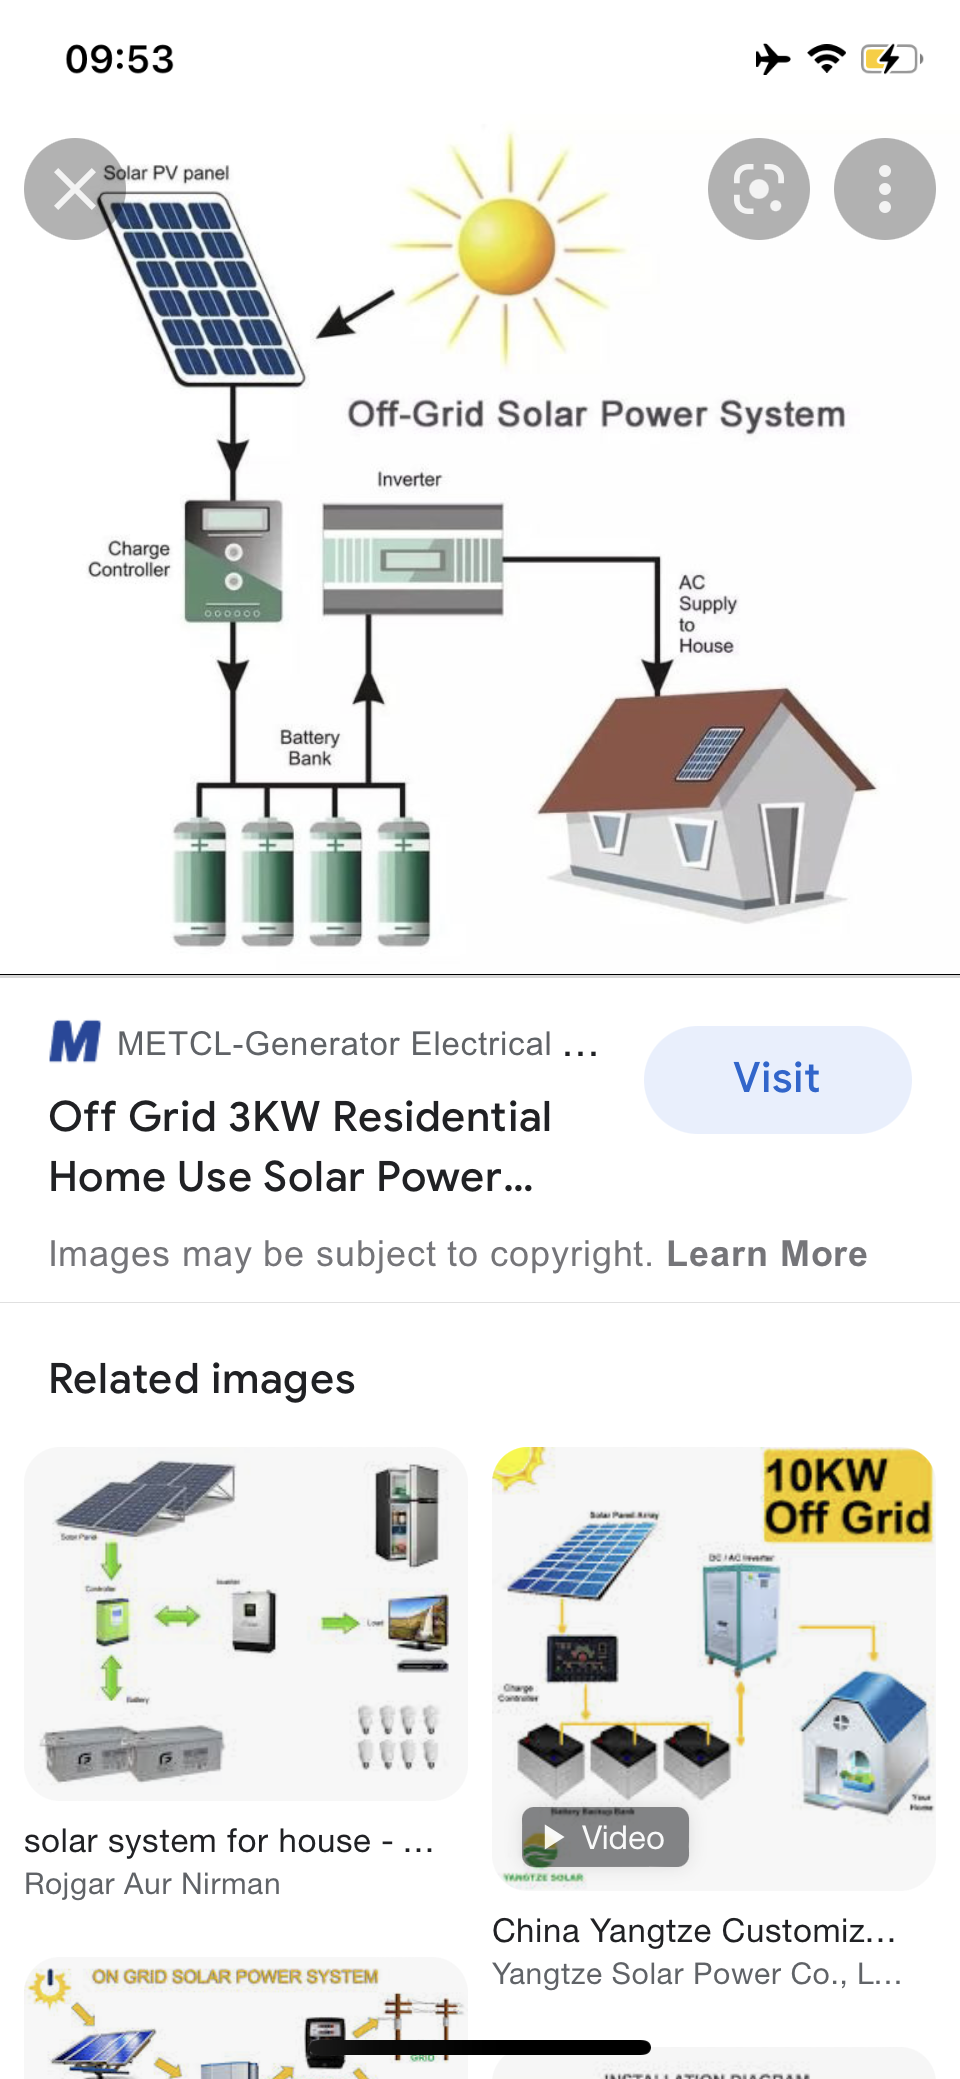 09:53
Solar PV panel
Off-Grid Solar Power System
Inverter
Charge
Controller
AC
Supply
to
House
Battery
Bank
M METCL-Generator Electrical ...
Visit
Off Grid 3KW Residential
Home Use Solar Power...
Images may be subject to copyright. Learn More
Related images
Solar Panel
Controller
Inverter
Load
Battery
solar system for house - ...
Rojgar Aur Nirman
10KW
Off Grid
Solar Panel Array
DC / AC Inverter
Charge
Controller
Your
Home
Battery Backup Bank
Video
YANGTZE SOLAR
China Yangtze Customiz...
Yangtze Solar Power Co., L...
ON GRID SOLAR POWER SYSTEM
GRID
INSTALLATION DIAGRAM